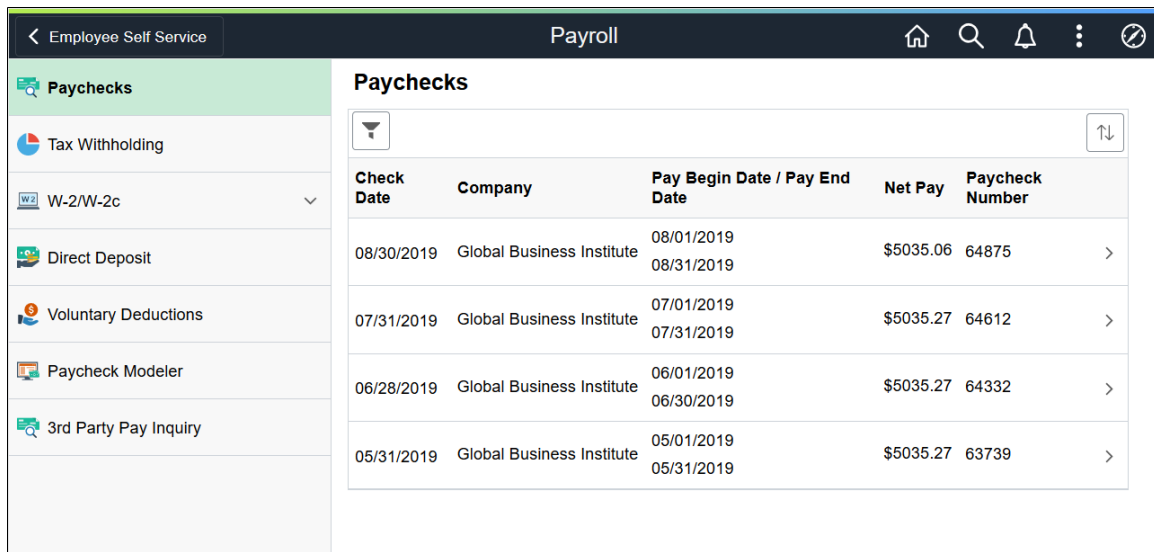 Employee Self Service
Payroll
Paychecks
Tax Withholding
W2 W-2/W-2c
Direct Deposit
$ Voluntary Deductions
Paycheck Modeler
3rd Party Pay Inquiry
Paychecks
Check Date Company Pay Begin Date / Pay End Date Net Pay Paycheck Number
08/30/2019 Global Business Institute 08/01/2019 08/31/2019 $5035.06 64875
07/31/2019 Global Business Institute 07/01/2019 07/31/2019 $5035.27 64612
06/28/2019 Global Business Institute 06/01/2019 06/30/2019 $5035.27 64332
05/31/2019 Global Business Institute 05/01/2019 05/31/2019 $5035.27 63739